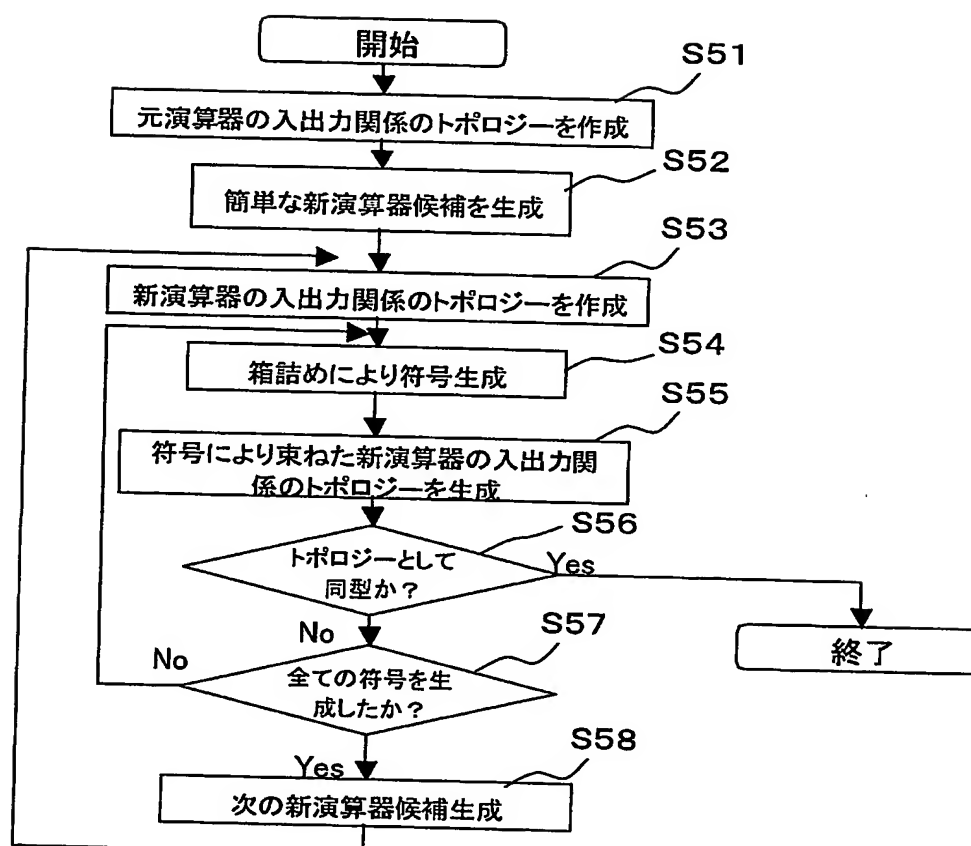 開始
S51
元演算器の入出力関係のトポロジーを作成
S52
簡単な新演算器候補を生成
S53
新演算器の入出力関係のトポロジーを作成
S54
箱詰めにより符号生成
S55
符号により束ねた新演算器の入出力関
係のトポロジーを生成
S56
トポロジーとして
同型か？
Yes
No
終了
S57
全ての符号を生
成したか？
No
Yes
S58
次の新演算器候補生成